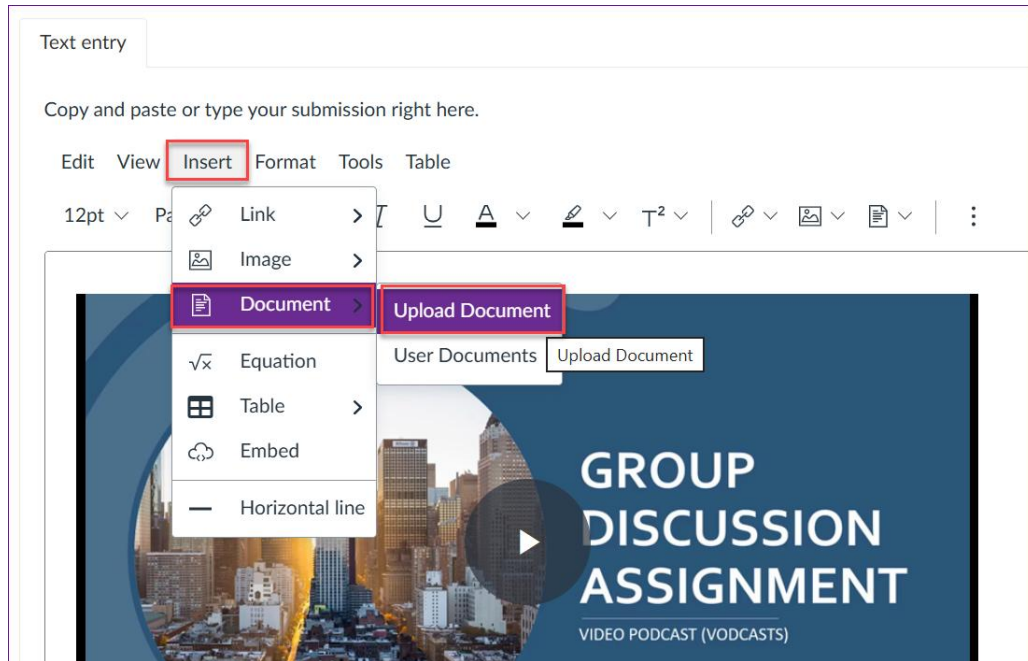 Text entry
Copy and paste or type your submission right here.
Edit View Insert Format Tools Table
12pt
Link
Image
Document
Upload Document
User Documents
Upload Document
Equation
Table
Embed
Horizontal line
GROUP
DISCUSSION
ASSIGNMENT
VIDEO PODCAST (VODCASTS)